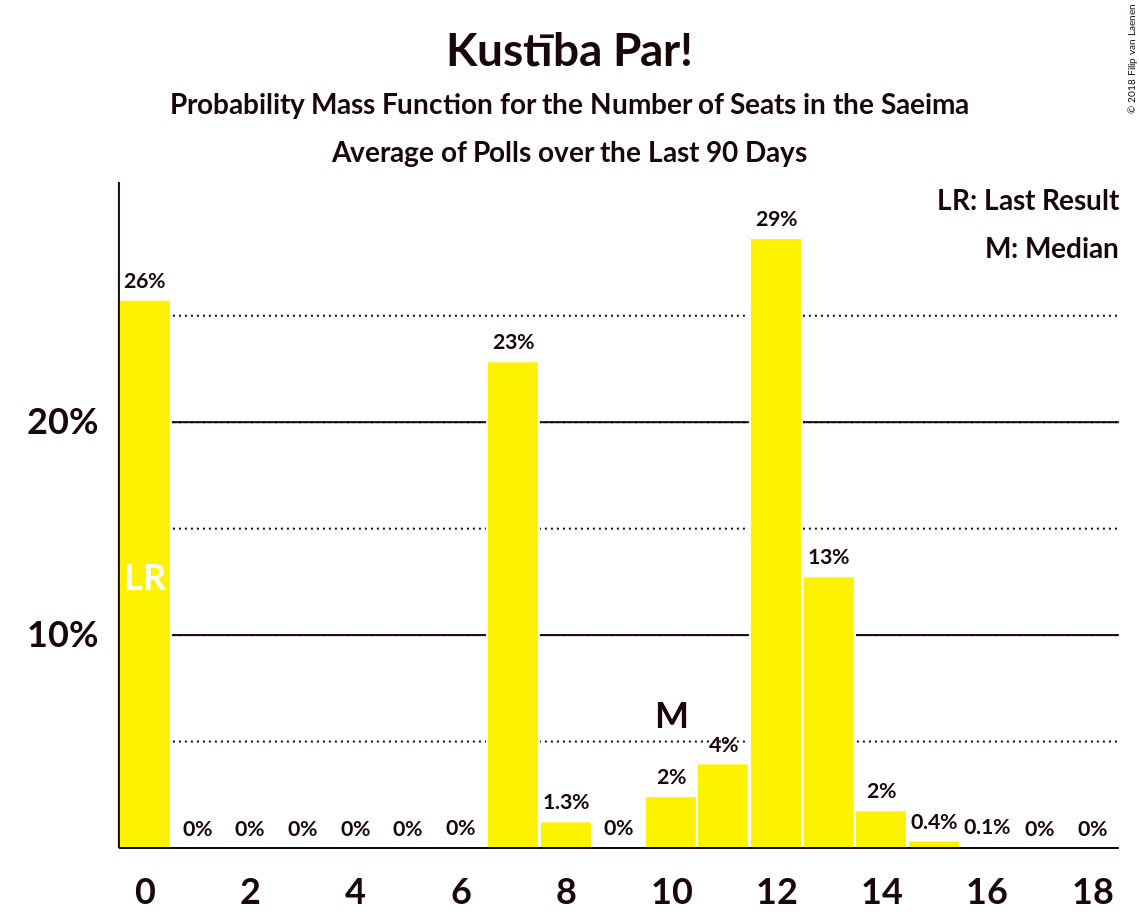 Kustība Par!
Probability Mass Function for the Number of Seats in the Saeima
Average of Polls over the Last 90 Days
© 2018 Filip van Laenen
LR: Last Result
M: Median
20%
10%
26%
0%
0%
0%
0%
0%
0%
23%
1.3%
0%
2%
4%
29%
13%
2%
0.4%
0.1%
0%
0%
LR
M
0 2 4 6 8 10 12 14 16 18